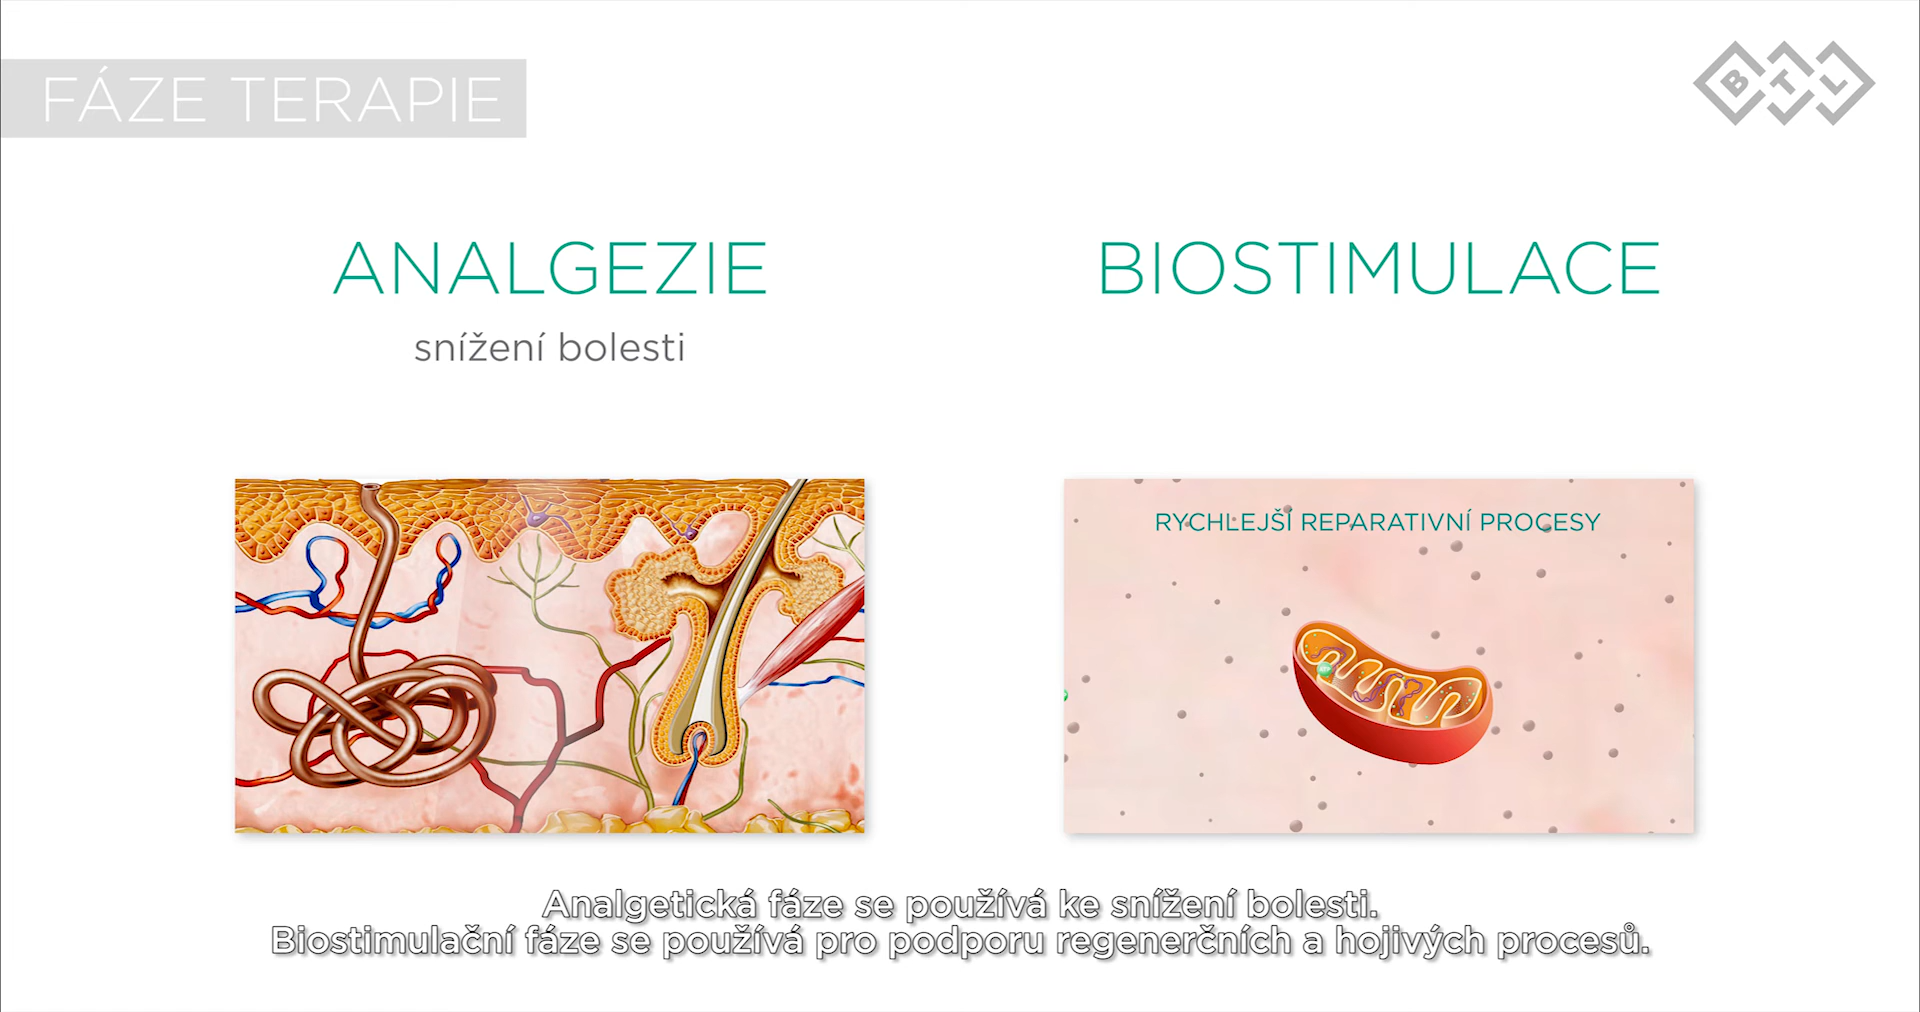 FÁZE TERAPIE
BTL
ANALGEZIE
snížení bolesti
BIOSTIMULACE
RYCHLEJŠÍ REPARATIVNÍ PROCESY
ATP
Analgetická fáze se používá ke snížení bolesti.
Biostimulační fáze se používá pro podporu regenerčních a hojivých procesů.